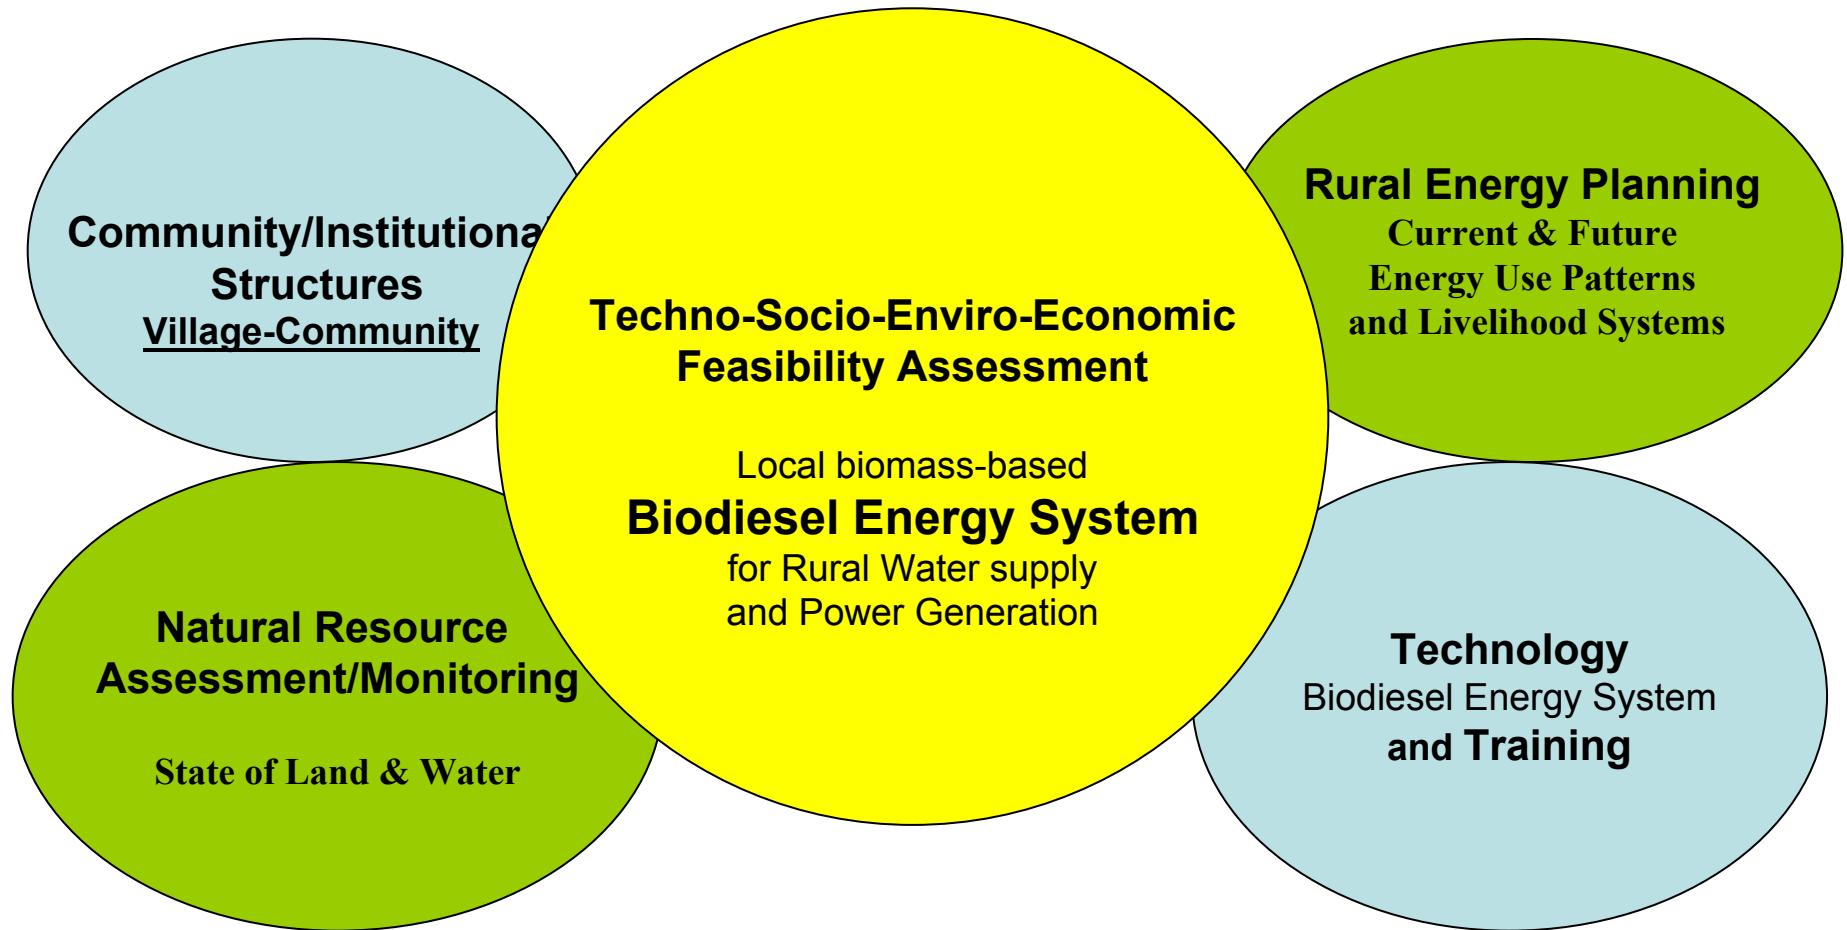 Community/Institutional
Structures
Village-Community
Techno-Socio-Enviro-Economic
Feasibility Assessment
Local biomass-based
Biodiesel Energy System
for Rural Water supply
and Power Generation
Rural Energy Planning
Current & Future
Energy Use Patterns
and Livelihood Systems
Natural Resource
Assessment/Monitoring
State of Land & Water
Technology
Biodiesel Energy System
and Training